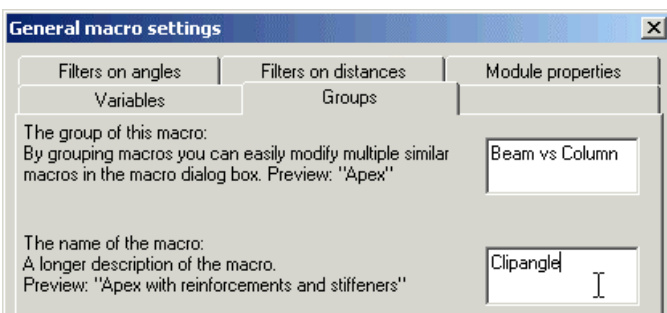 General macro settings
Filters on angles
Filters on distances
Module properties
Variables
Groups
The group of this macro:
By grouping macros you can easily modify multiple similar
macros in the macro dialog box. Preview: "Apex"
Beam vs Column
The name of the macro:
A longer description of the macro.
Preview: "Apex with reinforcements and stiffeners"
Clipangle